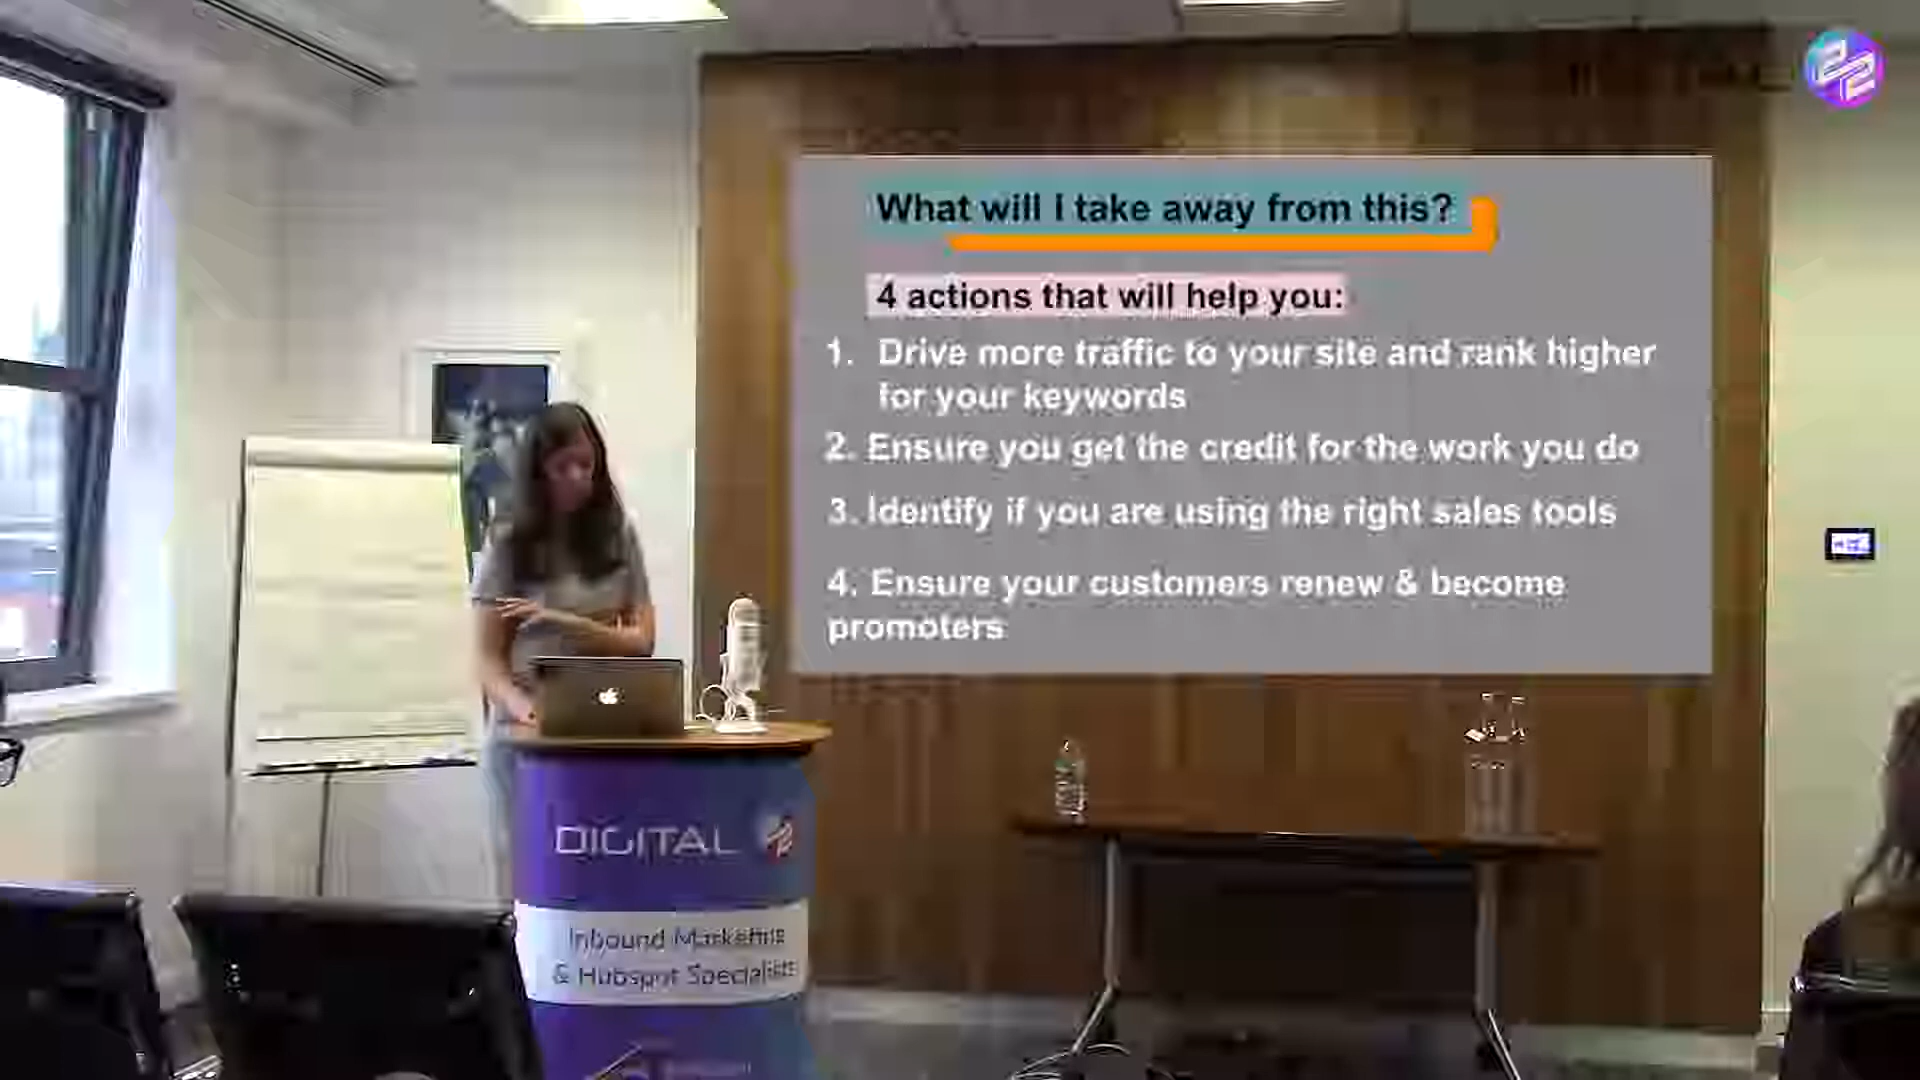 What will I take away from this?
4 actions that will help you:
1. Drive more traffic to your site and rank higher
for your keywords
2. Ensure you get the credit for the work you do
3. Identify if you are using the right sales tools
4. Ensure your customers renew & become
promoters
DIGITAL 22
Inbound Marketing
& Hubspot Specialists